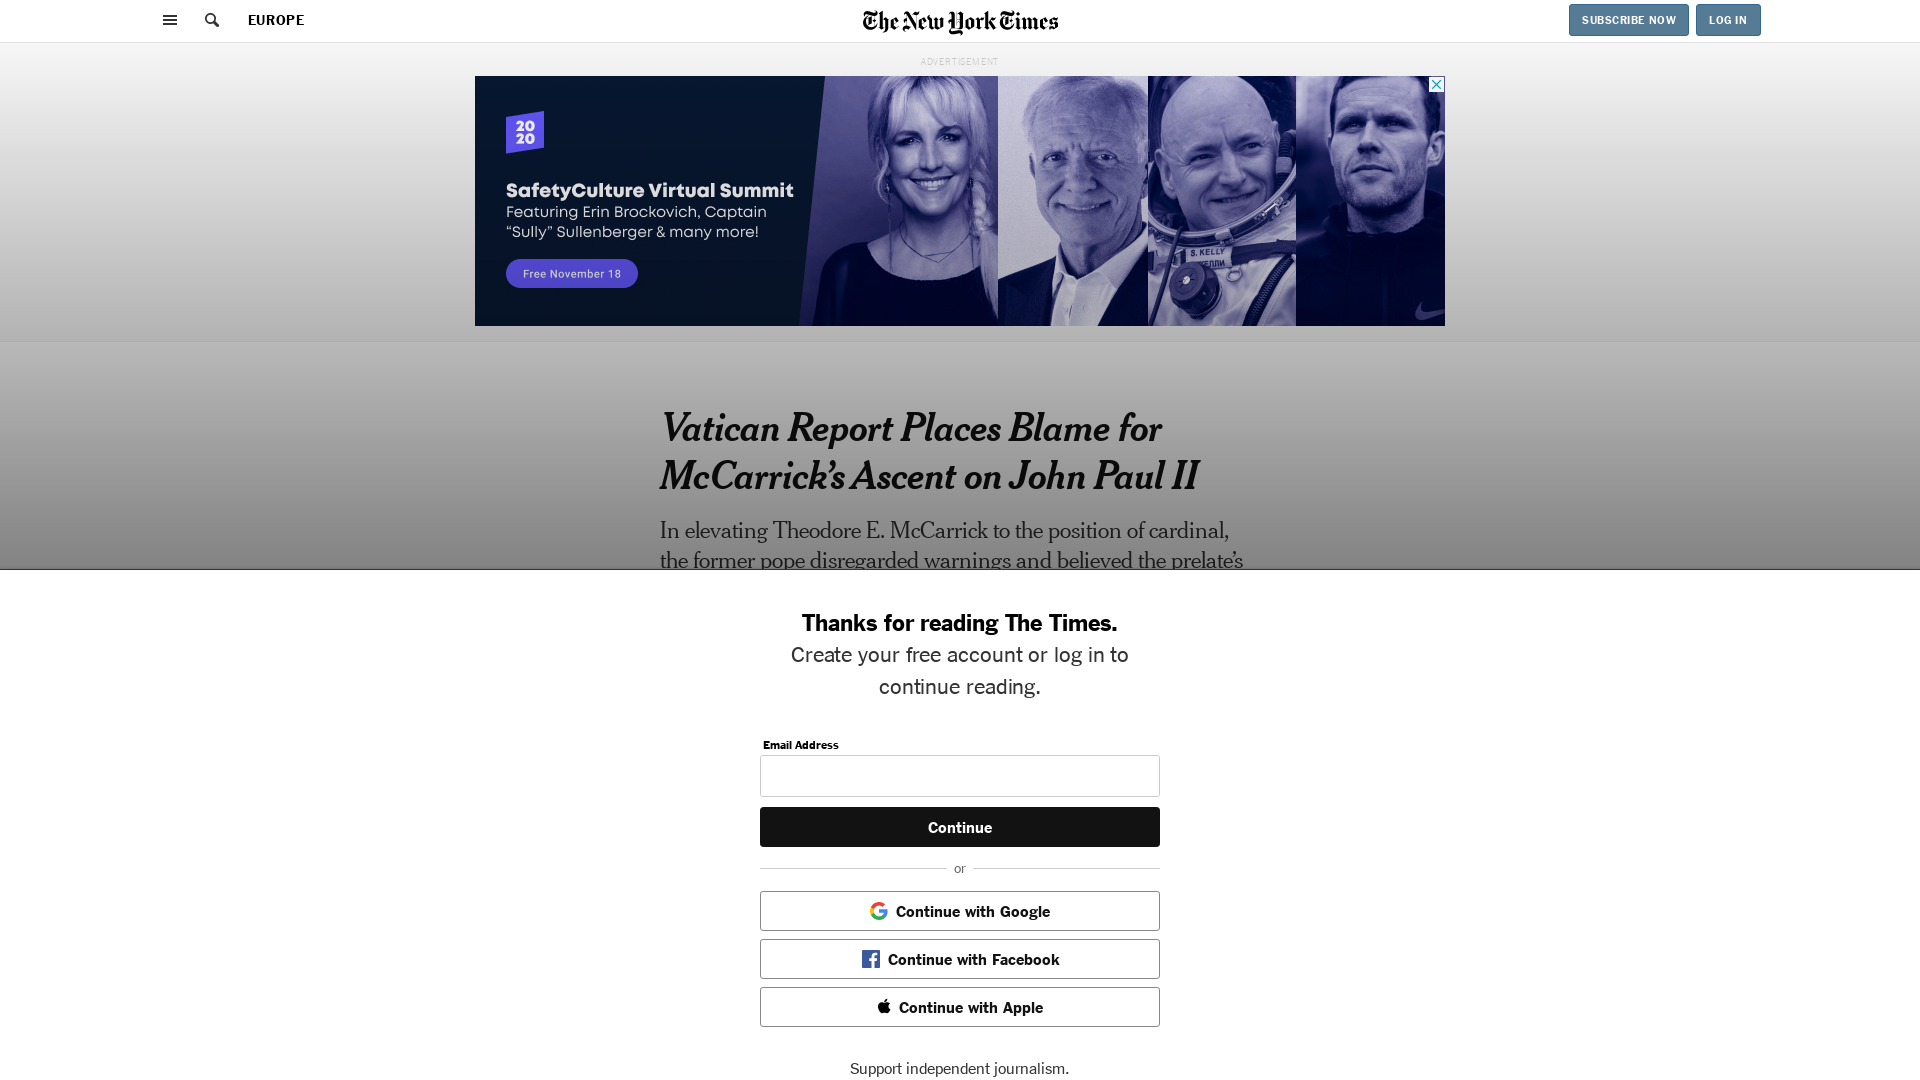 EUROPE
The New York Times
SUBSCRIBE NOW
LOG IN
ADVERTISEMENT
20
20
SafetyCulture Virtual Summit
Featuring Erin Brockovich, Captain
“Sully” Sullenberger & many more!
Free November 18
S. KELLY
Vatican Report Places Blame for
McCarrick’s Ascent on John Paul II
In elevating Theodore E. McCarrick to the position of cardinal,
the former pope disregarded warnings and believed the prelate’s
Thanks for reading The Times.
Create your free account or log in to
continue reading.
Email Address
Continue
or
Continue with Google
Continue with Facebook
Continue with Apple
Support independent journalism.